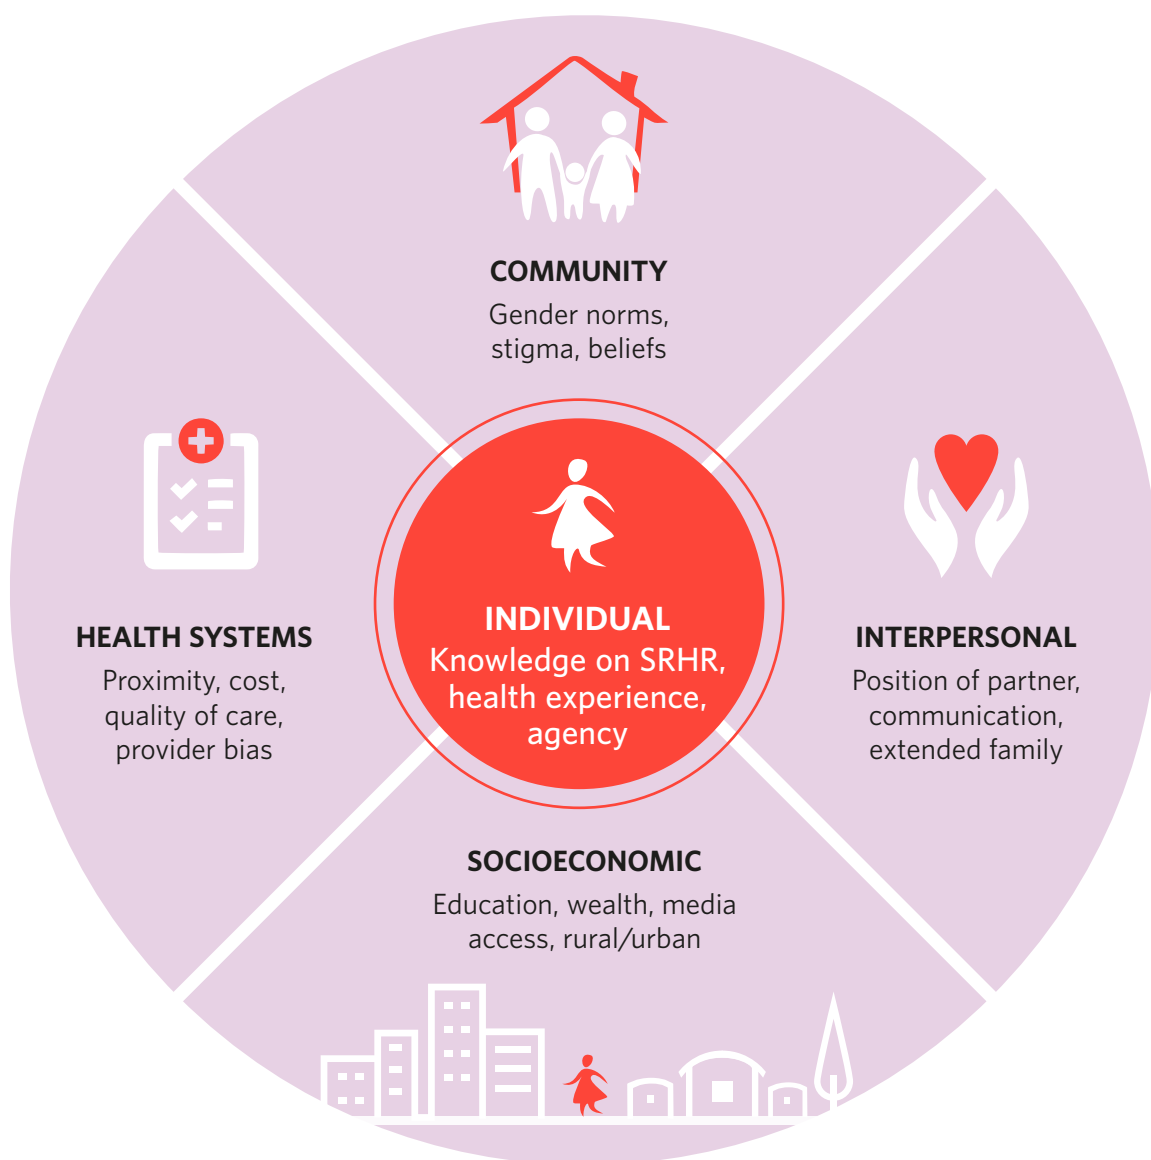 COMMUNITY
Gender norms,
stigma, beliefs
HEALTH SYSTEMS
Proximity, cost,
quality of care,
provider bias
INDIVIDUAL
Knowledge on SRHR,
health experience,
agency
INTERPERSONAL
Position of partner,
communication,
extended family
SOCIOECONOMIC
Education, wealth, media
access, rural/urban